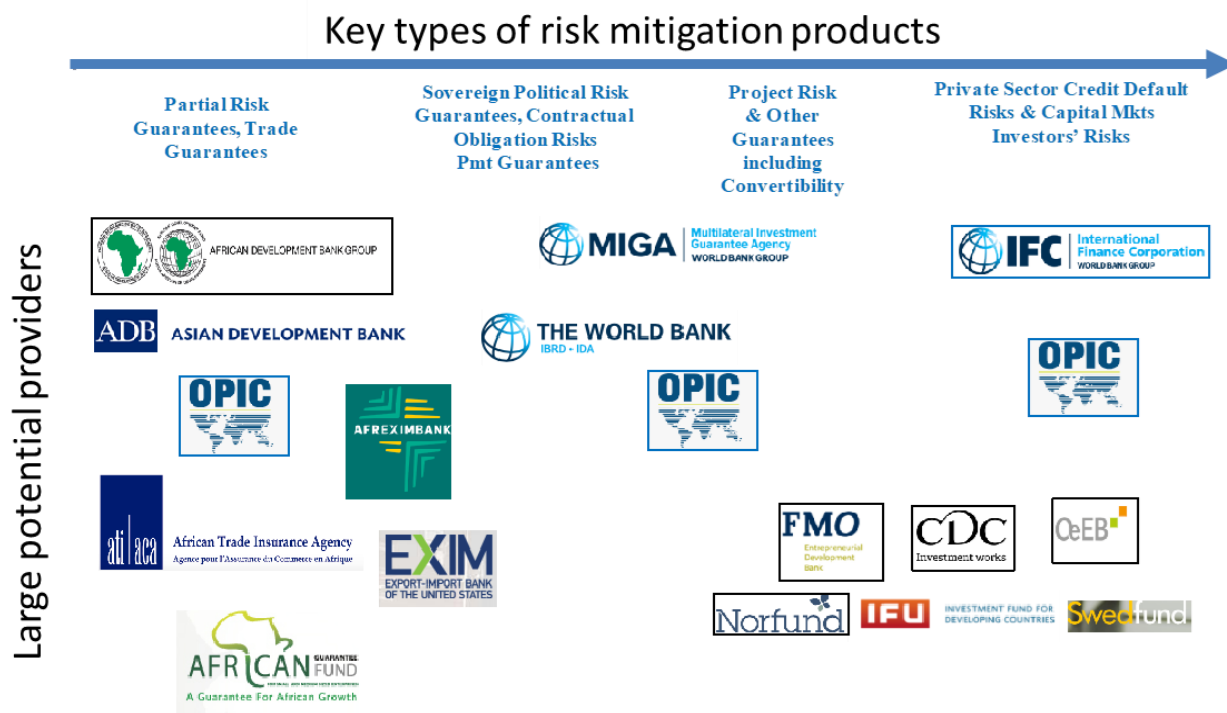 Key types of risk mitigation products
Partial Risk
Guarantees, Trade
Guarantees
Sovereign Political Risk
Guarantees, Contractual
Obligation Risks
Pmt Guarantees
Project Risk
& Other
Guarantees
including
Convertibility
Private Sector Credit Default
Risks & Capital Mkts
Investors' Risks
Large potential providers
AFRICAN DEVELOPMENT BANK GROUP
MIGA
Multilateral Investment
Guarantee Agency
WORLD BANK GROUP
IFC
International
Finance Corporation
WORLD BANK GROUP
ADB ASIAN DEVELOPMENT BANK
THE WORLD BANK
IBRD • IDA
OPIC
AFREXIMBANK
OPIC
OPIC
ati aca
African Trade Insurance Agency
Agence pour l'Assurance du Commerce en Afrique
EXIM
EXPORT-IMPORT BANK
OF THE UNITED STATES
FMO
Entrepreneurial
Development
Bank
CDC
Investment works
OeEB
Norfund
IFU
INVESTMENT FUND FOR
DEVELOPING COUNTRIES
Swedfund
AFRICAN
GUARANTEE
FUND
A Guarantee For African Growth